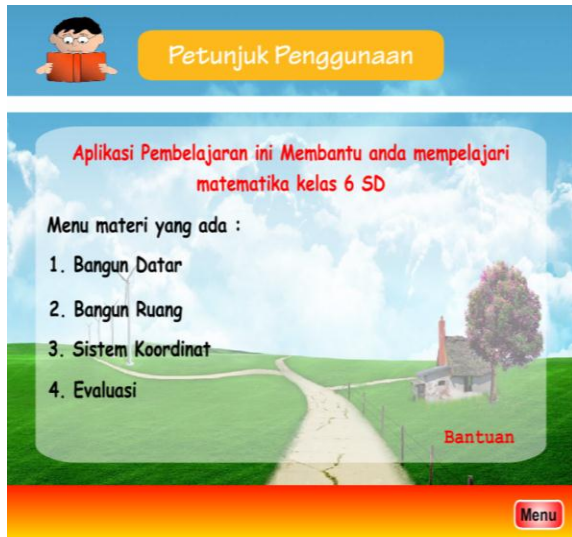 Petunjuk Penggunaan
Aplikasi Pembelajaran ini Membantu anda mempelajari
matematika kelas 6 SD
Menu materi yang ada :
1. Bangun Datar
2. Bangun Ruang
3. Sistem Koordinat
4. Evaluasi
Bantuan
Menu